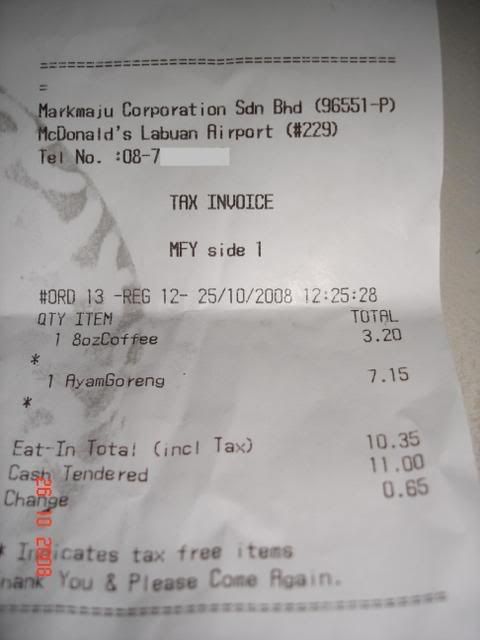 =====================================
=
Markmaju Corporation Sdn Bhd (96551-P)
McDonald's Labuan Airport (#229)
Tel No. :08-7
TAX INVOICE
MFY side 1
#ORD 13 -REG 12- 25/10/2008 12:25:28
QTY ITEM TOTAL
1 8ozCoffee 3.20
*
1 AyamGoreng 7.15
*
Eat-In Total (incl Tax) 10.35
Cash Tendered 11.00
Change 0.65
* Indicates tax free items
hank You & Please Come Again.
=====================================
26 10 2008